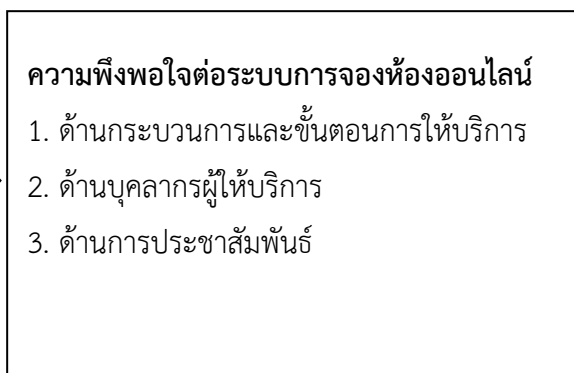 ความพึงพอใจต่อระบบการจองห้องออนไลน์
1. ด้านกระบวนการและขั้นตอนการให้บริการ
2. ด้านบุคลากรผู้ให้บริการ
3. ด้านการประชาสัมพันธ์